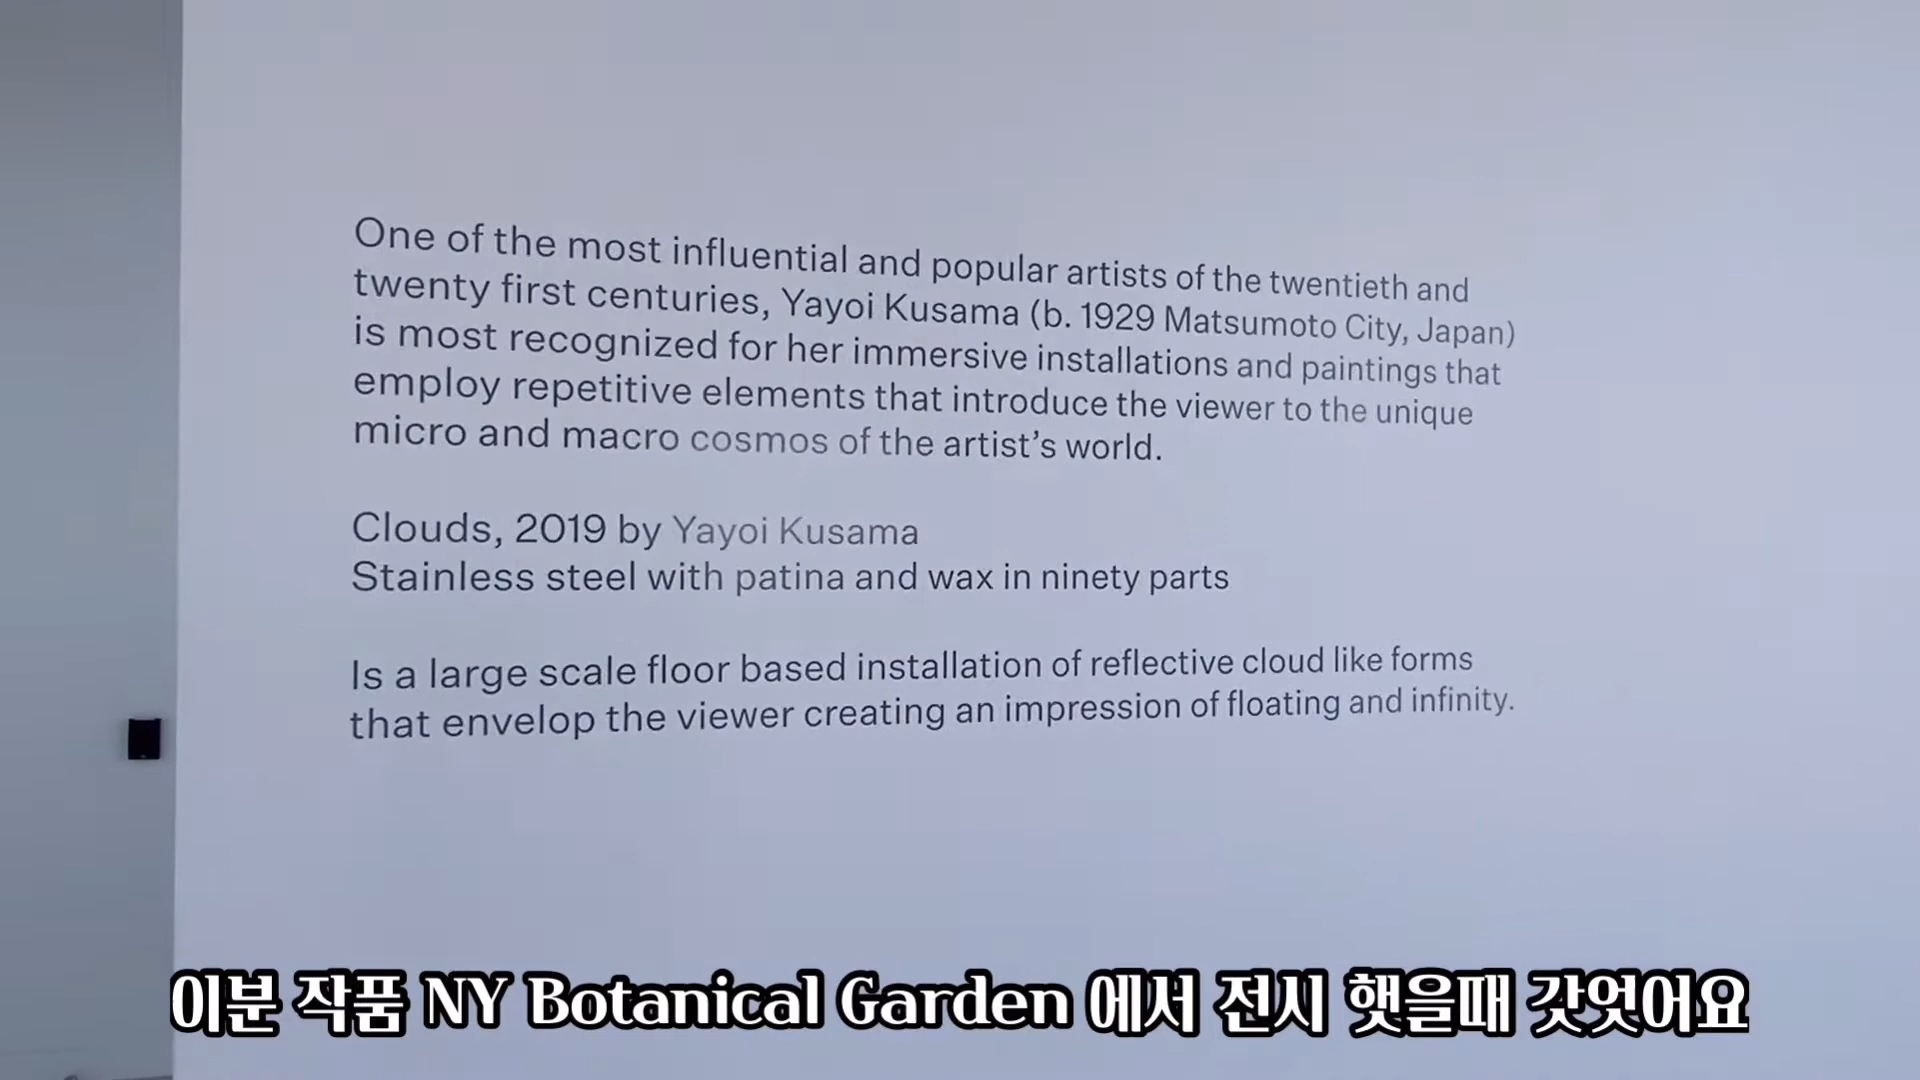 One of the most influential and popular artists of the twentieth and
twenty first centuries, Yayoi Kusama (b. 1929 Matsumoto City, Japan)
is most recognized for her immersive installations and paintings that
employ repetitive elements that introduce the viewer to the unique
micro and macro cosmos of the artist’s world.
Clouds, 2019 by Yayoi Kusama
Stainless steel with patina and wax in ninety parts
Is a large scale floor based installation of reflective cloud like forms
that envelop the viewer creating an impression of floating and infinity.
이분 작품 NY Botanical Garden 에서 전시 햇을때 갓엇어요